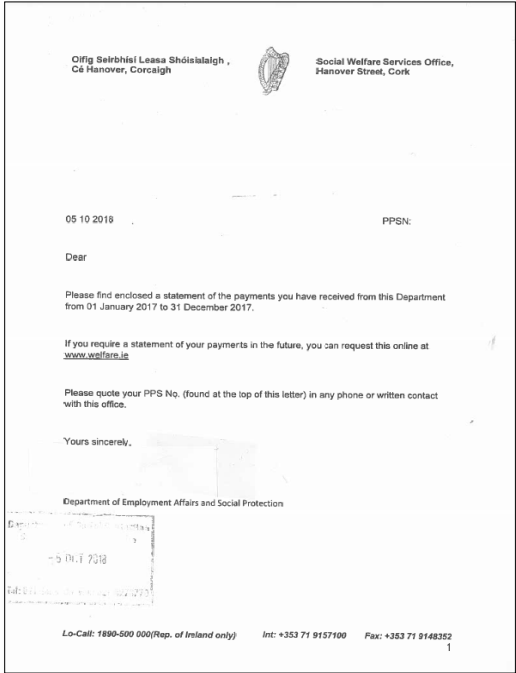 Oifig Seirbhísí Leasa Shóisialaigh ,
Cé Hanover, Corcaigh
Social Welfare Services Office,
Hanover Street, Cork
05 10 2018
PPSN:
Dear
Please find enclosed a statement of the payments you have received from this Department
from 01 January 2017 to 31 December 2017.
If you require a statement of your payments in the future, you can request this online at
www.welfare.ie
Please quote your PPS No. (found at the top of this letter) in any phone or written contact
with this office.
Yours sincerely,
Department of Employment Affairs and Social Protection
- 5 OCT 2018
Lo-Call: 1890-500 000(Rep. of Ireland only) Int: +353 71 9157100 Fax: +353 71 9148352
1